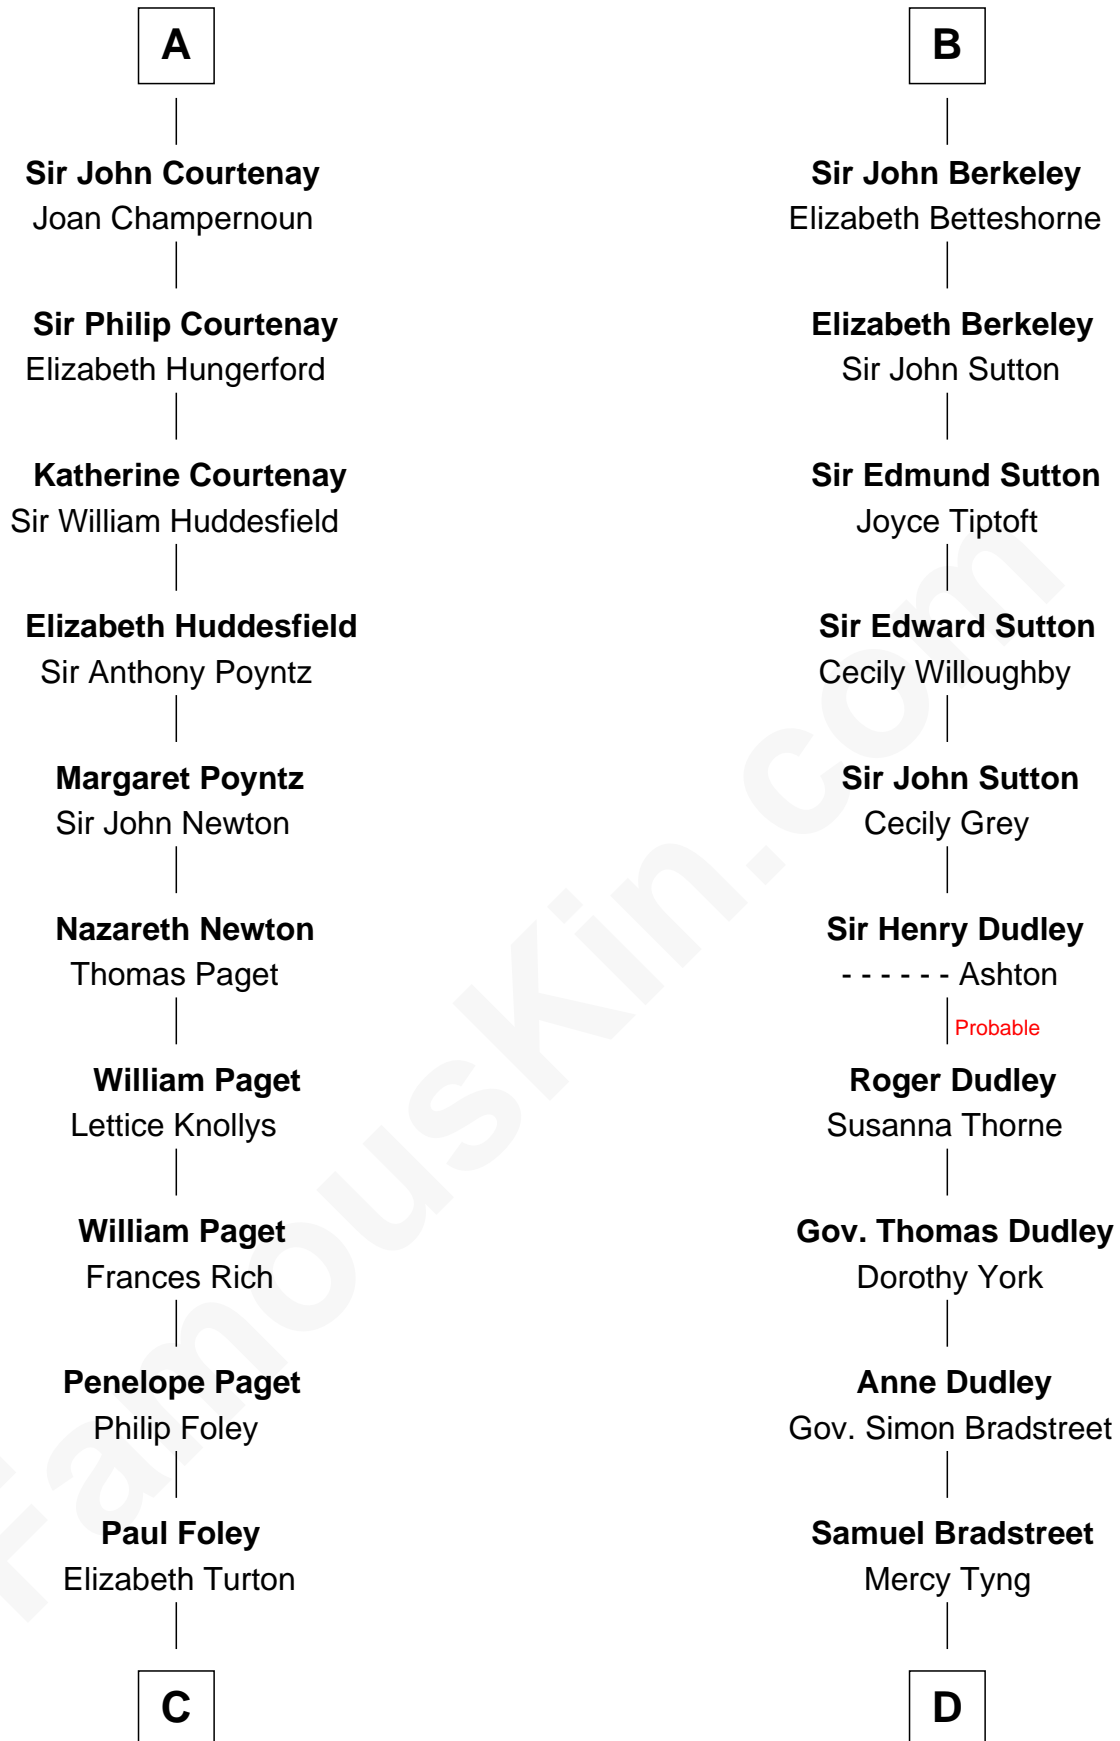 A
Sir John Courtenay
Joan Champernoun
Sir Philip Courtenay
Elizabeth Hungerford
Katherine Courtenay
Sir William Huddesfield
Elizabeth Huddesfield
Sir Anthony Poyntz
Margaret Poyntz
Sir John Newton
Nazareth Newton
Thomas Paget
William Paget
Lettice Knollys
William Paget
Frances Rich
Penelope Paget
Philip Foley
Paul Foley
Elizabeth Turton
C
B
Sir John Berkeley
Elizabeth Betteshorne
Elizabeth Berkeley
Sir John Sutton
Sir Edmund Sutton
Joyce Tiptoft
Sir Edward Sutton
Cecily Willoughby
Sir John Sutton
Cecily Grey
Sir Henry Dudley
- - - - - - Ashton
Probable
Roger Dudley
Susanna Thorne
Gov. Thomas Dudley
Dorothy York
Anne Dudley
Gov. Simon Bradstreet
Samuel Bradstreet
Mercy Tyng
D
FamousKin.com